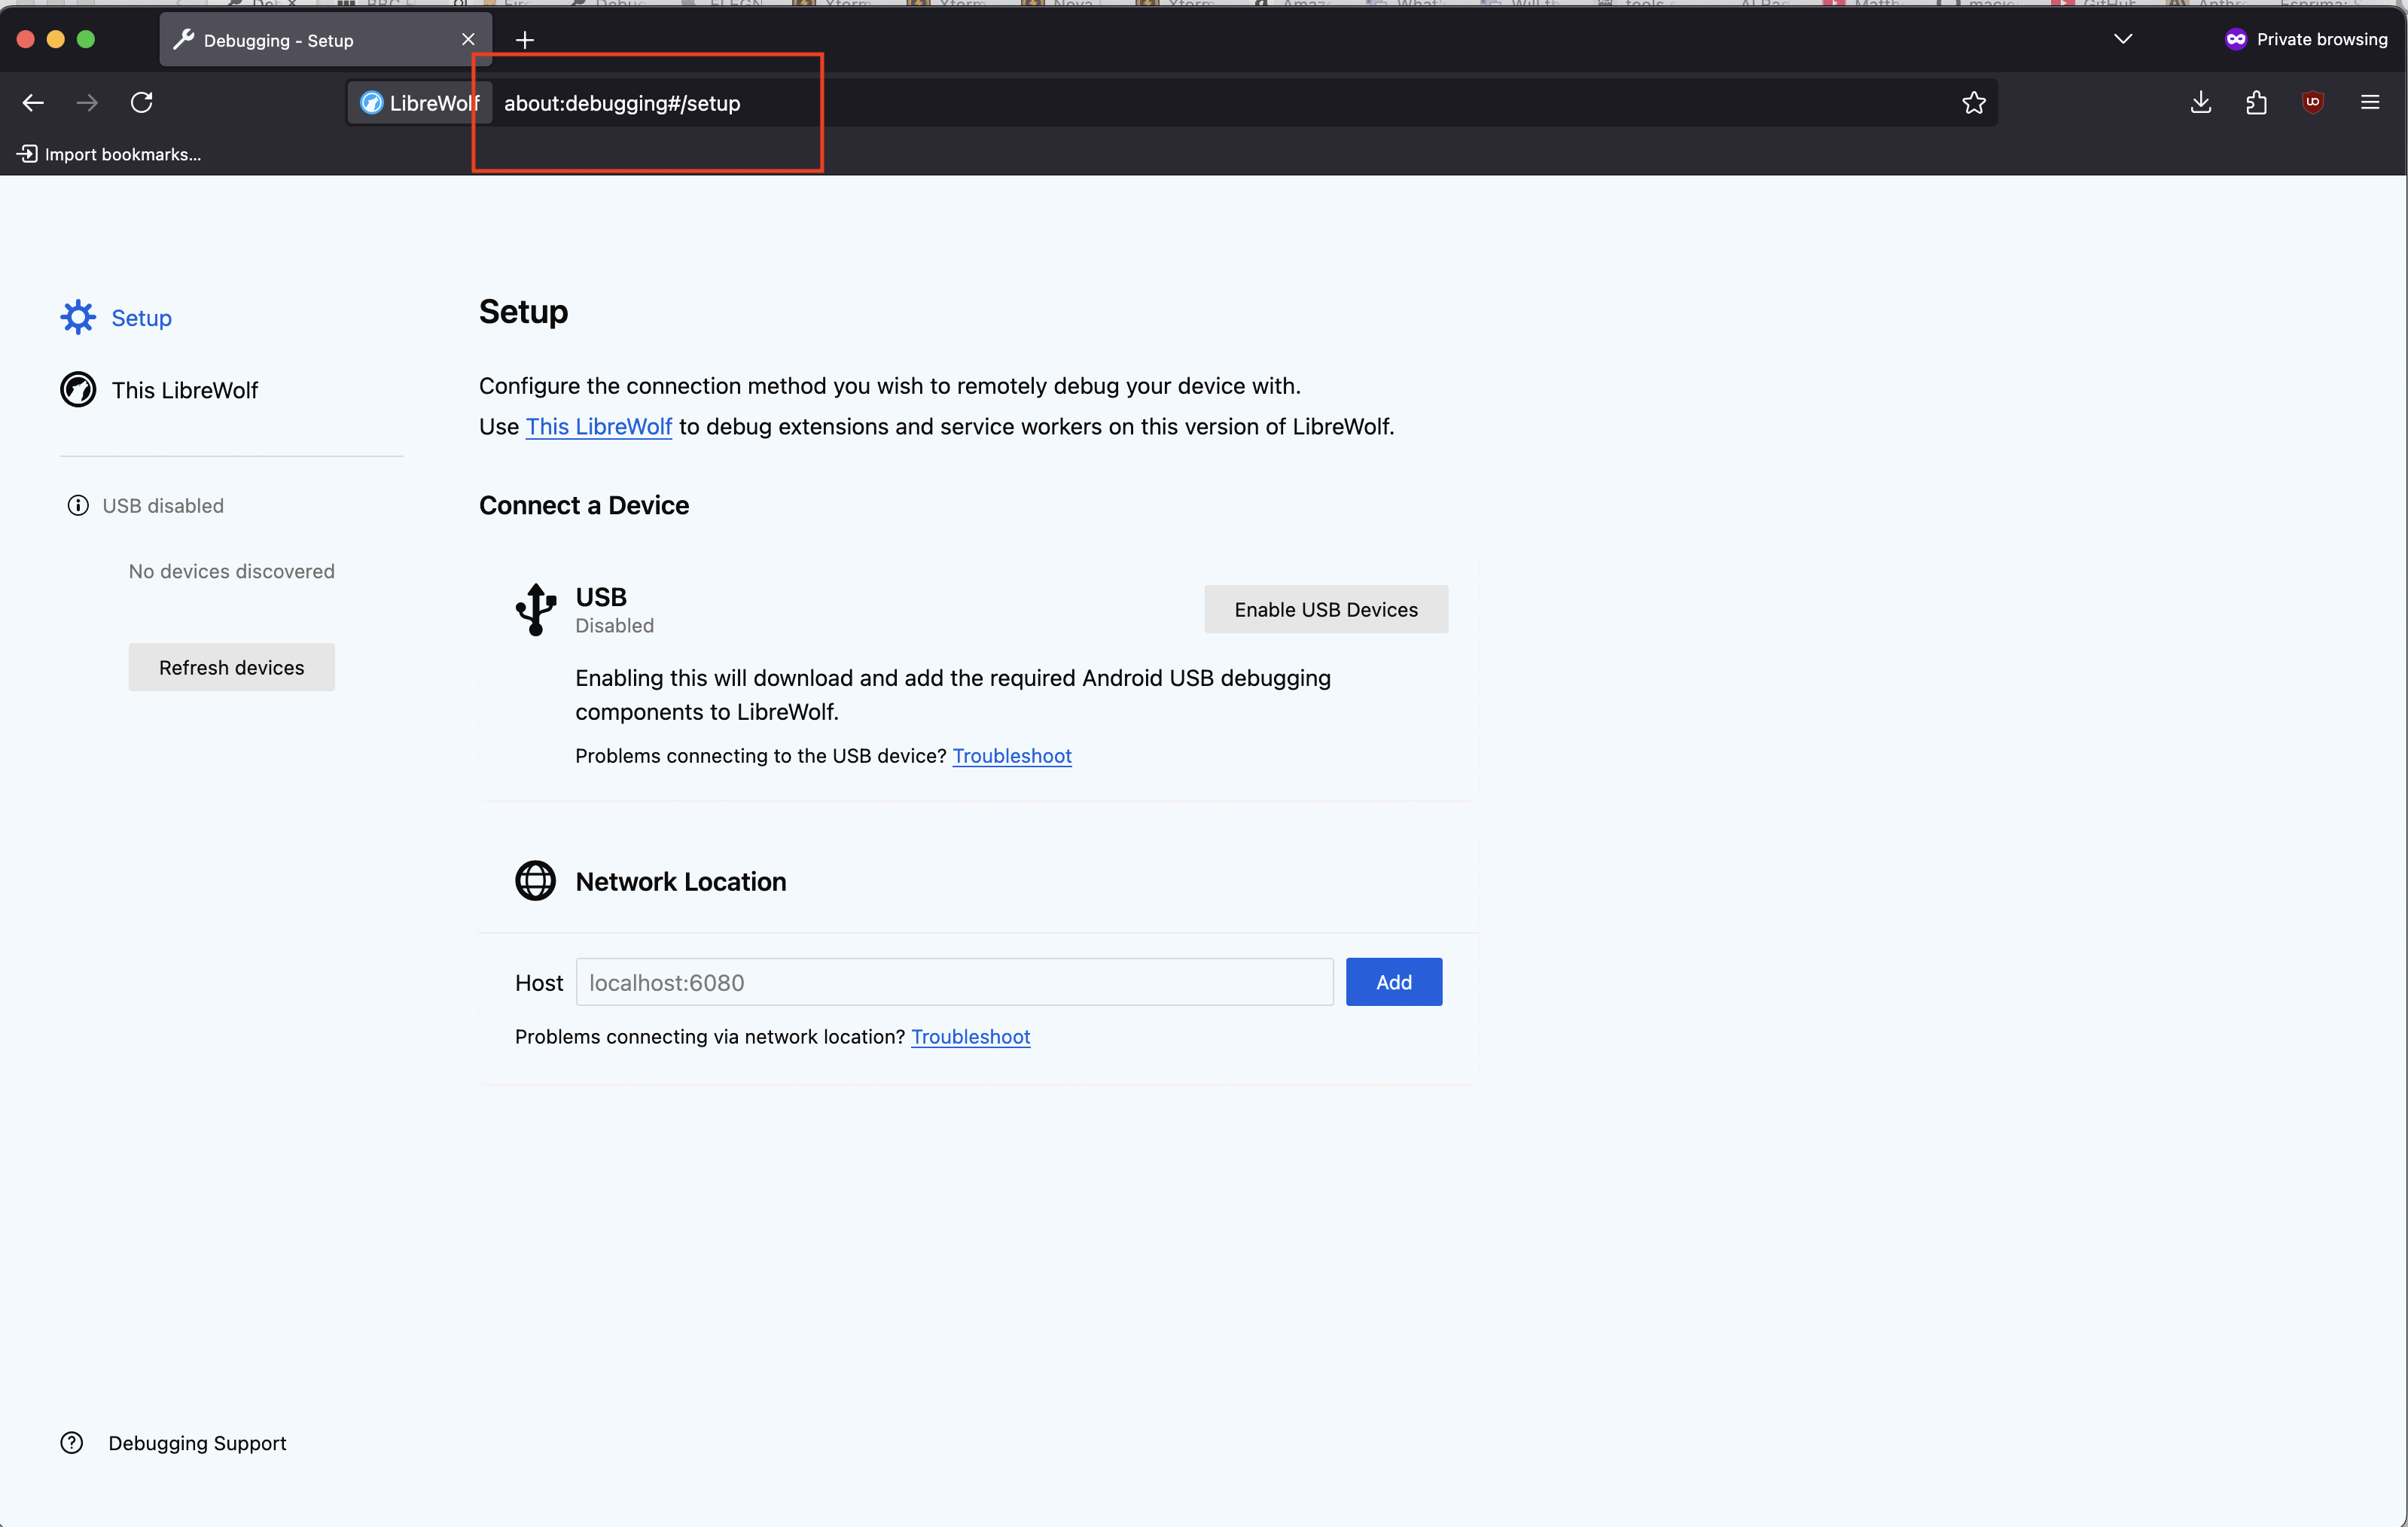 Debugging - Setup
Private browsing
LibreWolf about:debugging#/setup
Import bookmarks...
Setup
This LibreWolf
USB disabled
No devices discovered
Refresh devices
Setup
Configure the connection method you wish to remotely debug your device with.
Use This LibreWolf to debug extensions and service workers on this version of LibreWolf.
Connect a Device
USB
Disabled
Enable USB Devices
Enabling this will download and add the required Android USB debugging
components to LibreWolf.
Problems connecting to the USB device? Troubleshoot
Network Location
Host localhost:6080 Add
Problems connecting via network location? Troubleshoot
Debugging Support